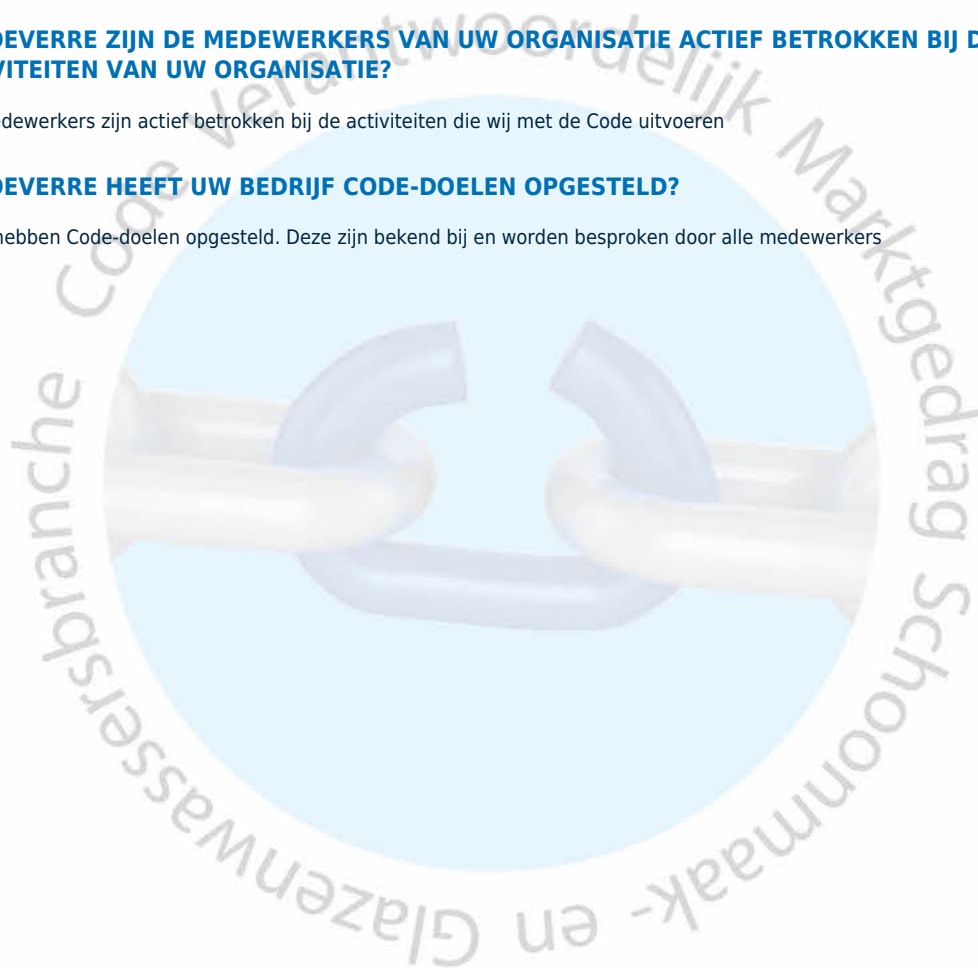 DEVERRE ZIJN DE MEDEWERKERS VAN UW ORGANISATIE ACTIEF BETROKKEN BIJ D
VITEITEN VAN UW ORGANISATIE?
dewerkers zijn actief betrokken bij de activiteiten die wij met de Code uitvoeren
DEVERRE HEEFT UW BEDRIJF CODE-DOELEN OPGESTELD?
hebben Code-doelen opgesteld. Deze zijn bekend bij en worden besproken door alle medewerkers
Code Verantwoordelijk Marktgedrag Schoonmaak- en Glazenwassersbranche